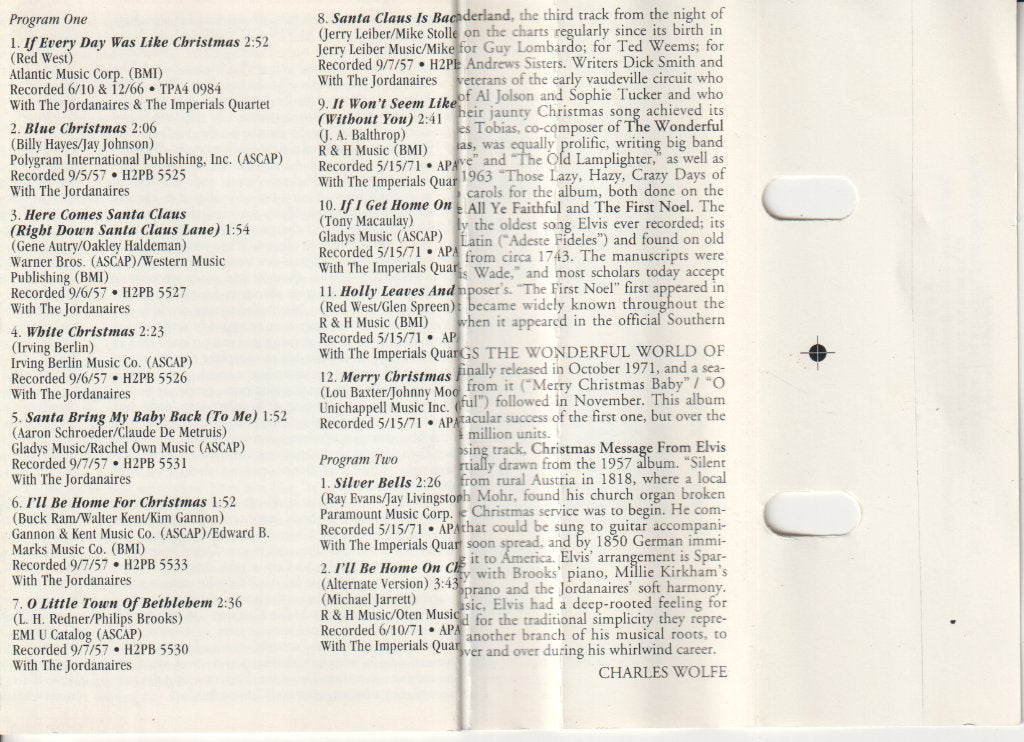 Program One
1. If Every Day Was Like Christmas 2:52
(Red West)
Atlantic Music Corp. (BMI)
Recorded 6/10 & 12/66 • TPA4 0984
With The Jordanaires & The Imperials Quartet
2. Blue Christmas 2:06
(Billy Hayes/Jay Johnson)
Polygram International Publishing, Inc. (ASCAP)
Recorded 9/5/57 • H2PB 5525
With The Jordanaires
3. Here Comes Santa Claus
(Right Down Santa Claus Lane) 1:54
(Gene Autry/Oakley Haldeman)
Warner Bros. (ASCAP)/Western Music
Publishing (BMI)
Recorded 9/6/57 • H2PB 5527
With The Jordanaires
4. White Christmas 2:23
(Irving Berlin)
Irving Berlin Music Co. (ASCAP)
Recorded 9/6/57 • H2PB 5526
With The Jordanaires
5. Santa Bring My Baby Back (To Me) 1:52
(Aaron Schroeder/Claude De Metruis)
Gladys Music/Rachel Own Music (ASCAP)
Recorded 9/7/57 • H2PB 5531
With The Jordanaires
6. I'll Be Home For Christmas 1:52
(Buck Ram/Walter Kent/Kim Gannon)
Gannon & Kent Music Co. (ASCAP)/Edward B.
Marks Music Co. (BMI)
Recorded 9/7/57 • H2PB 5533
With The Jordanaires
7. O Little Town Of Bethlehem 2:36
(L. H. Redner/Philips Brooks)
EMI U Catalog (ASCAP)
Recorded 9/7/57 • H2PB 5530
With The Jordanaires
8. Santa Claus Is Bac
(Jerry Leiber/Mike Stolle
Jerry Leiber Music/Mike
Recorded 9/7/57 • H2P
With The Jordanaires
9. It Won't Seem Like
(Without You) 2:41
(J. A. Balthrop)
R & H Music (BMI)
Recorded 5/15/71 • APA
With The Imperials Quar
10. If I Get Home On
(Tony Macaulay)
Gladys Music (ASCAP)
Recorded 5/15/71 • APA
With The Imperials Quar
11. Holly Leaves And
(Red West/Glen Spreen)
R & H Music (BMI)
Recorded 5/15/71 • AP
With The Imperials Quar
12. Merry Christmas
(Lou Baxter/Johnny Moo
Unichappell Music Inc. (
Recorded 5/15/71 • APA
Program Two
1. Silver Bells 2:26
(Ray Evans/Jay Livingsto
Paramount Music Corp.
Recorded 5/15/71 • APA
With The Imperials Quar
2. I'll Be Home On Ch
(Alternate Version) 3:43
(Michael Jarrett)
R & H Music/Oten Music
Recorded 6/10/71 • APA
With The Imperials Quar
derland, the third track from the night of
on the charts regularly since its birth in
for Guy Lombardo; for Ted Weems; for
Andrews Sisters. Writers Dick Smith and
veterans of the early vaudeville circuit who
of Al Jolson and Sophie Tucker and who
heir jaunty Christmas song achieved its
es Tobias, co-composer of The Wonderful
as, was equally prolific, writing big band
ve" and "The Old Lamplighter," as well as
1963 "Those Lazy, Hazy, Crazy Days of
carols for the album, both done on the
e All Ye Faithful and The First Noel. The
y the oldest song Elvis ever recorded; its
Latin ("Adeste Fideles") and found on old
from circa 1743. The manuscripts were
s Wade," and most scholars today accept
mposer's. "The First Noel" first appeared in
t became widely known throughout the
when it appeared in the official Southern
GS THE WONDERFUL WORLD OF
finally released in October 1971, and a sea-
from it ("Merry Christmas Baby" / "O
ful") followed in November. This album
tacular success of the first one, but over the
million units.
osing track, Christmas Message From Elvis
rtially drawn from the 1957 album. "Silent
from rural Austria in 1818, where a local
h Mohr, found his church organ broken
e Christmas service was to begin. He com-
that could be sung to guitar accompani-
soon spread, and by 1850 German immi-
g it to America. Elvis' arrangement is Spar-
y with Brooks' piano, Millie Kirkham's
oprano and the Jordanaires' soft harmony.
sic, Elvis had a deep-rooted feeling for
d for the traditional simplicity they repre-
another branch of his musical roots, to
over and over during his whirlwind career.
CHARLES WOLFE